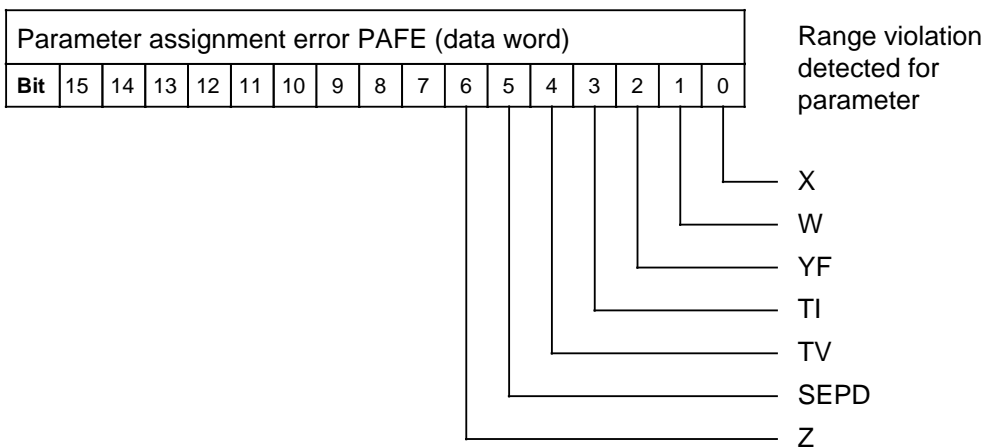 Parameter assignment error PAFE (data word)
Range violation
detected for
parameter
Bit 15 14 13 12 11 10 9 8 7 6 5 4 3 2 1 0
X
W
YF
TI
TV
SEPD
Z